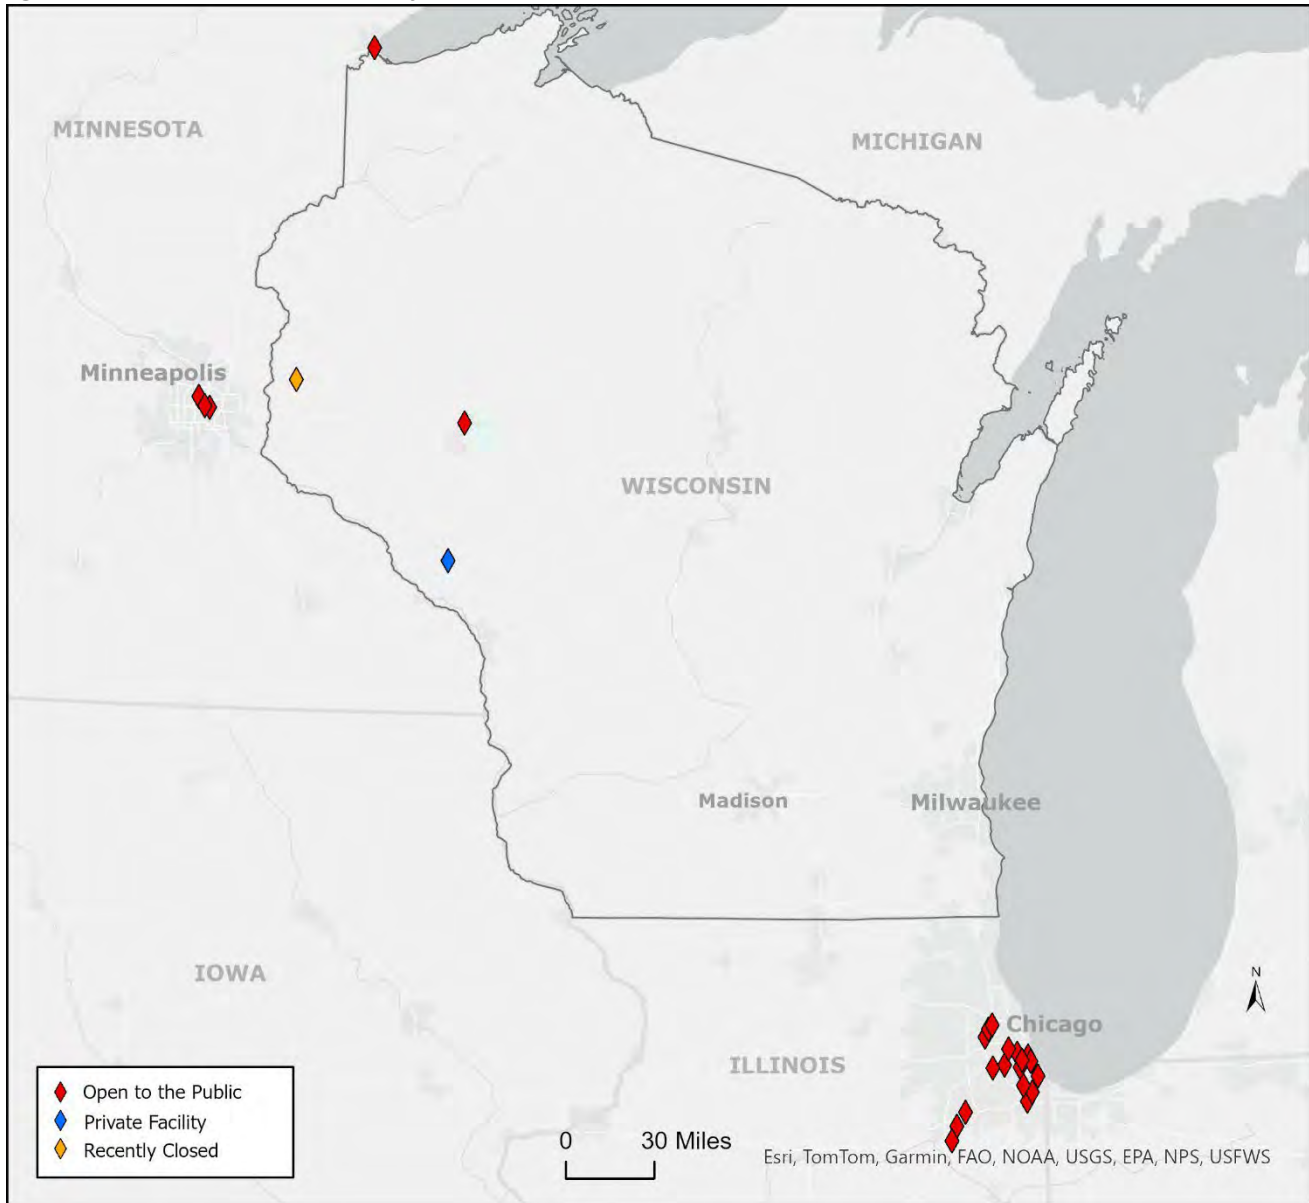 MINNESOTA
MICHIGAN
Minneapolis
WISCONSIN
Madison
Milwaukee
IOWA
N
Chicago
ILLINOIS
Open to the Public
Private Facility
Recently Closed
0 30 Miles
Esri, TomTom, Garmin, FAO, NOAA, USGS, EPA, NPS, USFWS